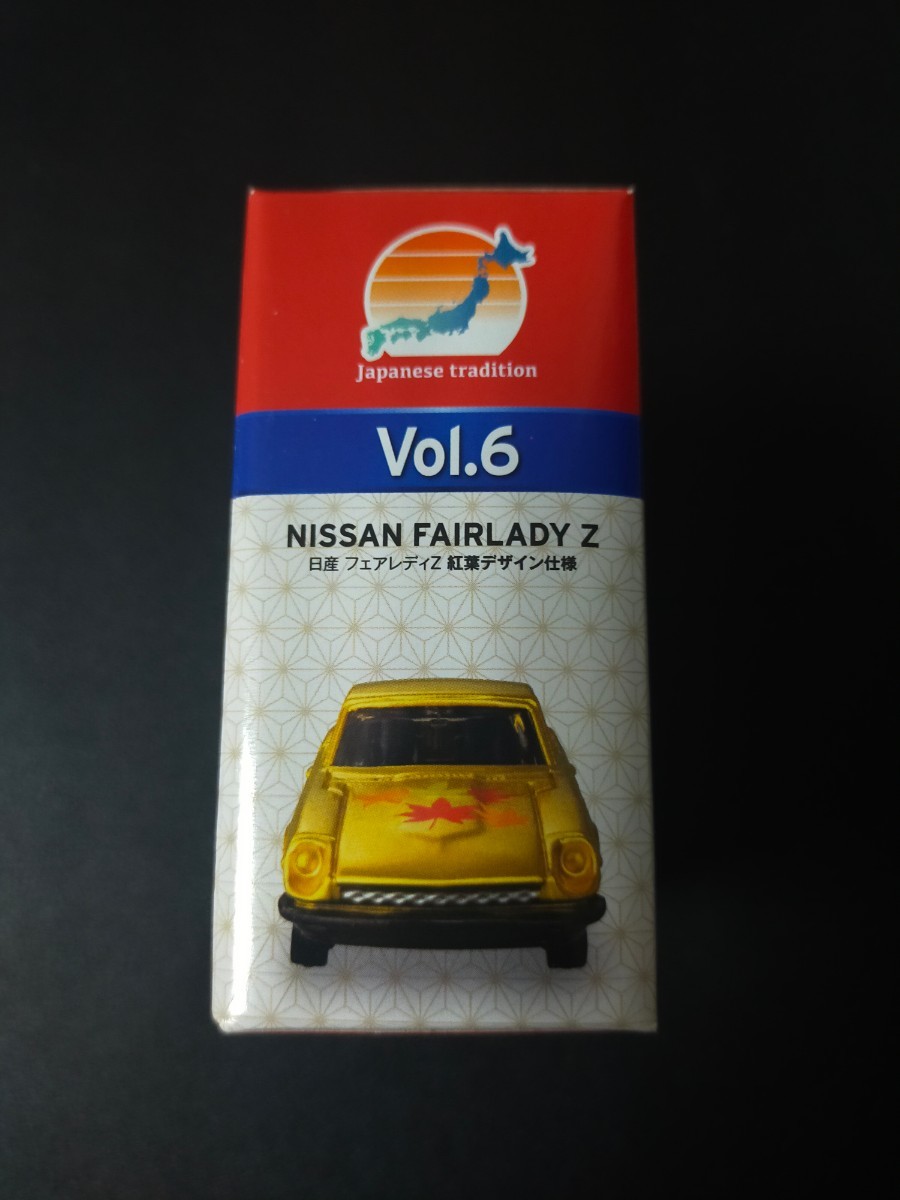 Japanese tradition
Vol.6
NISSAN FAIRLADY Z
日産 フェアレディZ 紅葉デザイン仕様